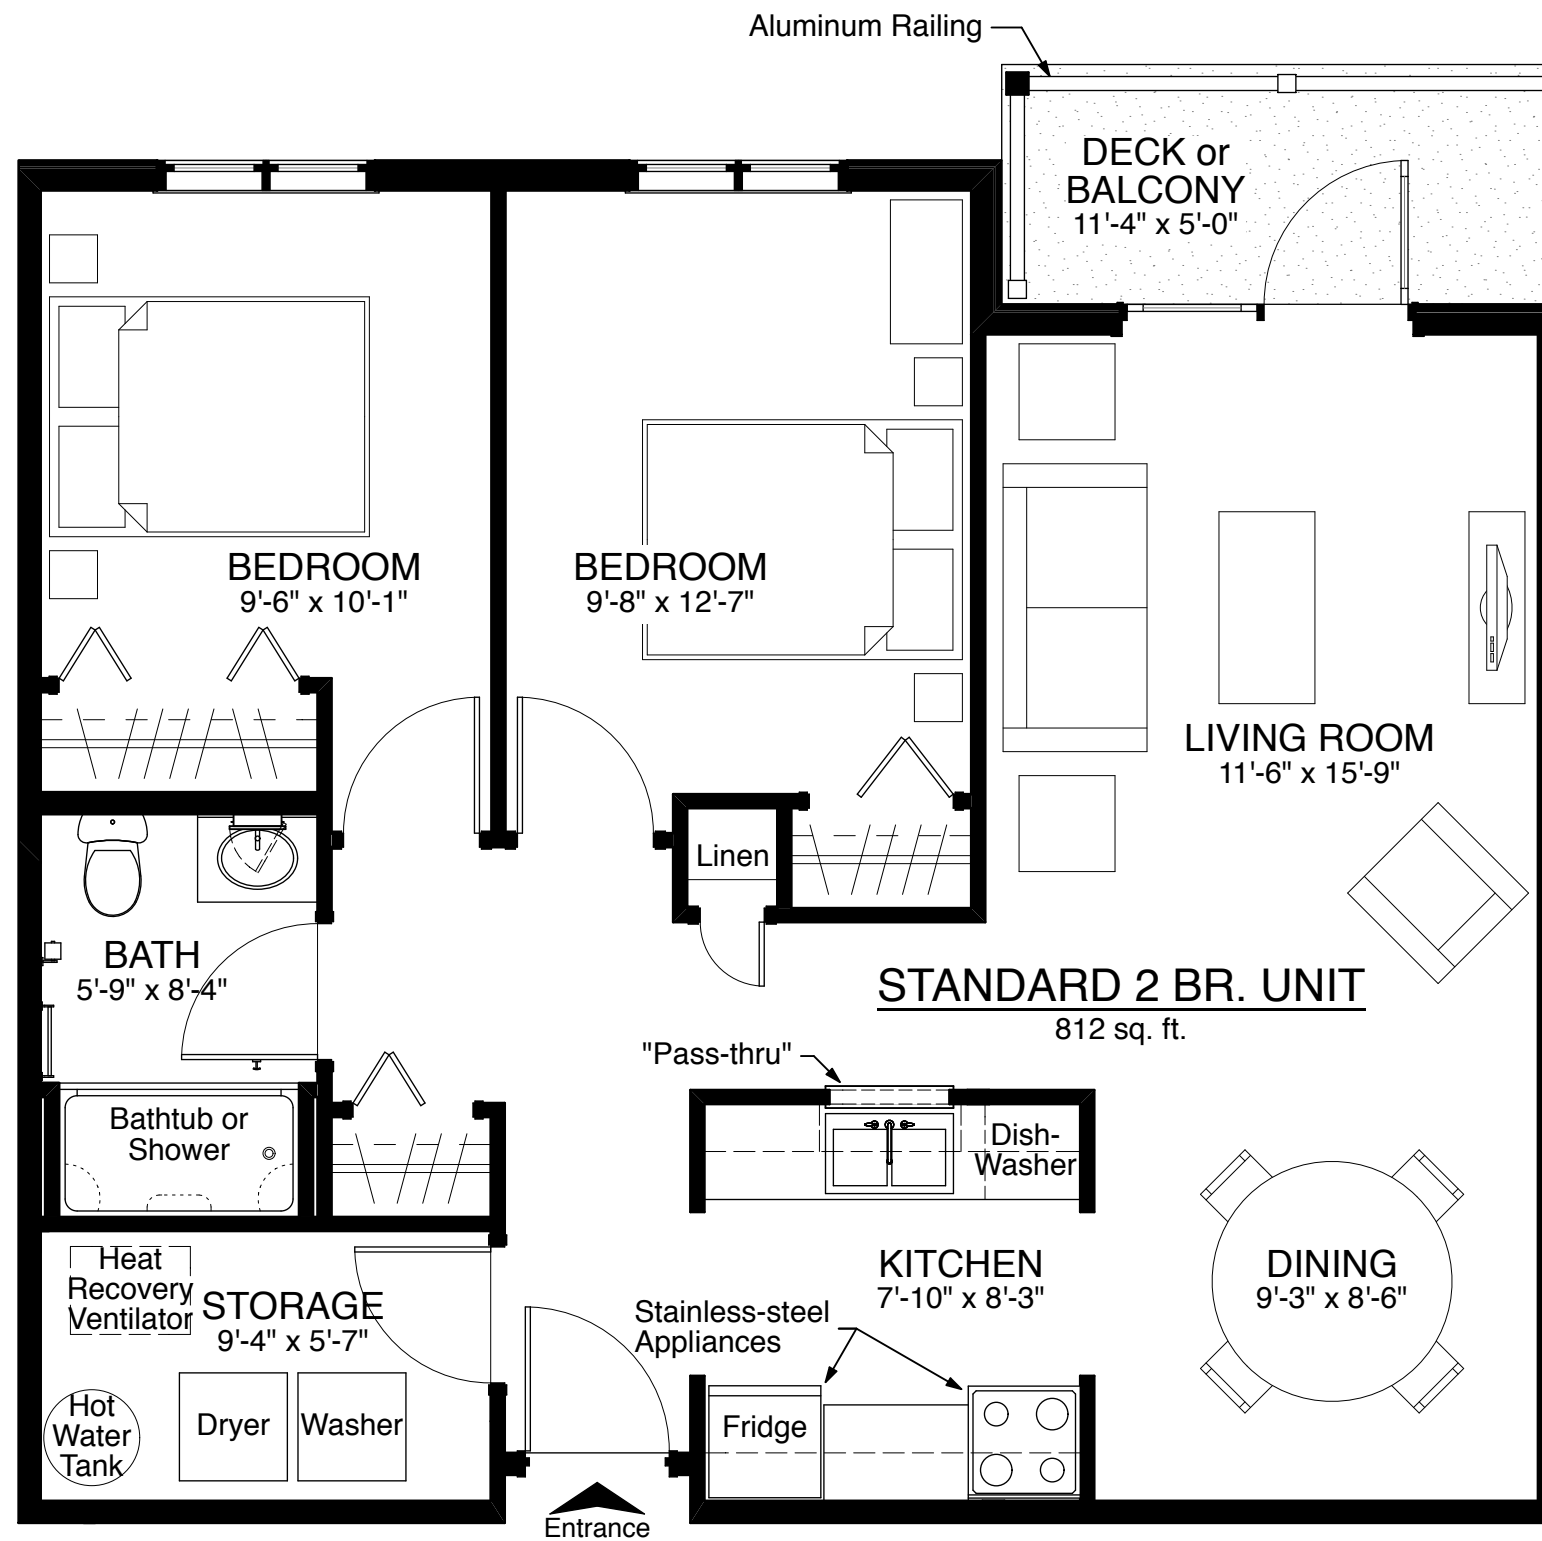 Aluminum Railing
DECK or
BALCONY
11'-4" x 5'-0"
BEDROOM
9'-6" x 10'-1"
BEDROOM
9'-8" x 12'-7"
LIVING ROOM
11'-6" x 15'-9"
Linen
BATH
5'-9" x 8'-4"
STANDARD 2 BR. UNIT
812 sq. ft.
"Pass-thru"
Bathtub or
Shower
Dish-
Washer
Heat
Recovery
Ventilator
STORAGE
9'-4" x 5'-7"
KITCHEN
7'-10" x 8'-3"
DINING
9'-3" x 8'-6"
Stainless-steel
Appliances
Hot
Water
Tank
Dryer
Washer
Fridge
Entrance